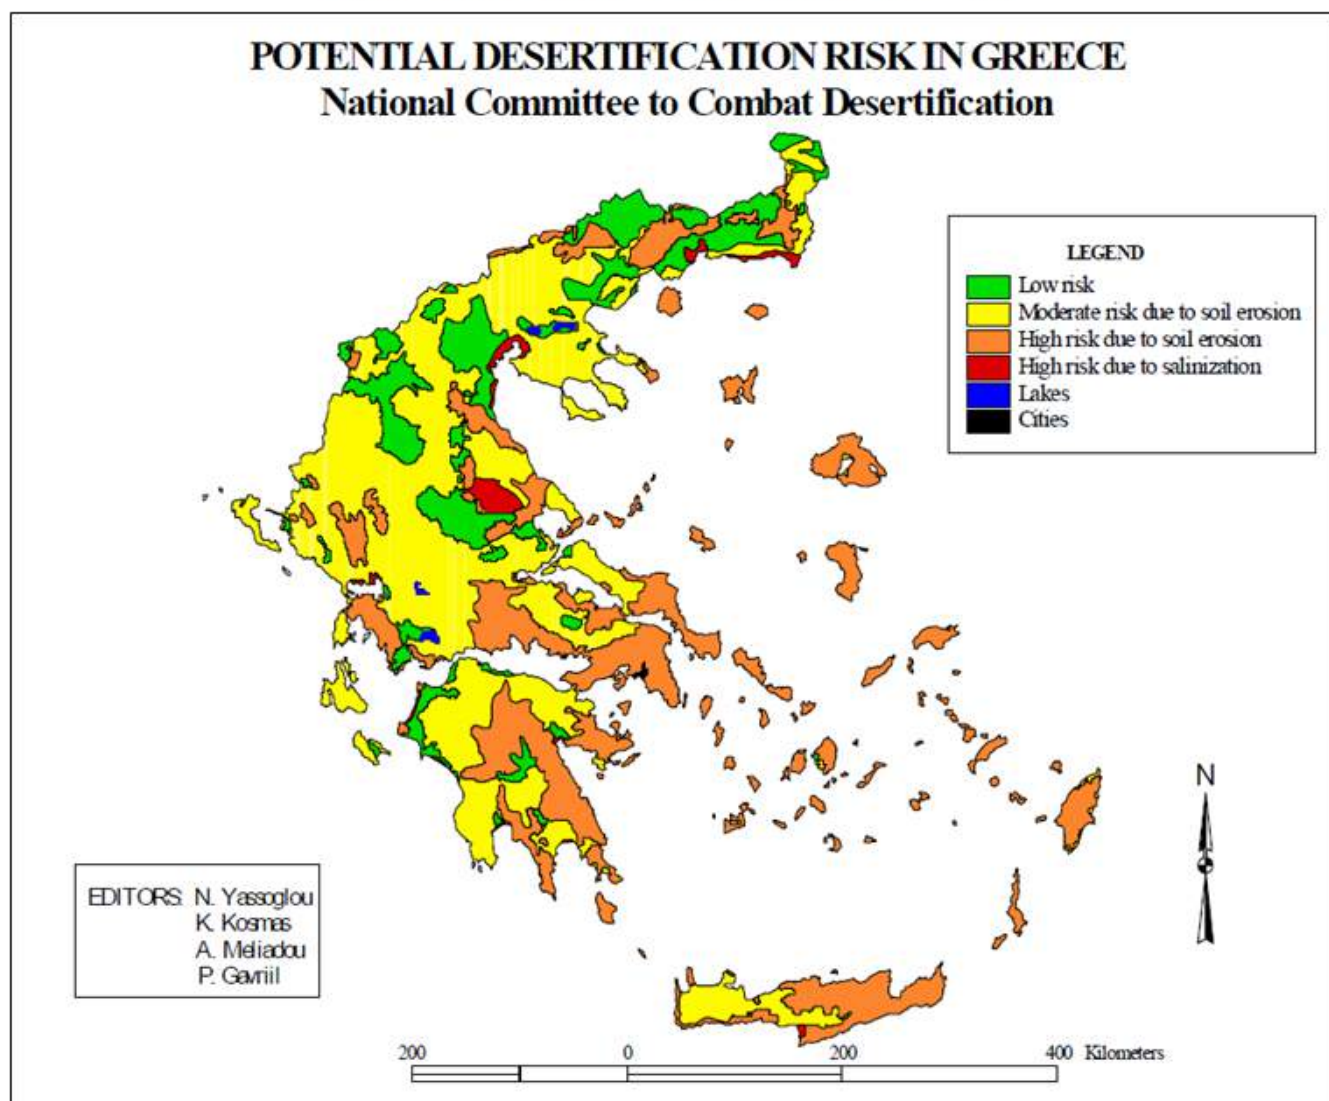 POTENTIAL DESERTIFICATION RISK IN GREECE
National Committee to Combat Desertification
LEGEND
Low risk
Moderate risk due to soil erosion
High risk due to soil erosion
High risk due to salinization
Lakes
Cities
N
EDITORS: N. Yassoglou
K. Kosmas
A. Meliadou
P. Gavriil
200 0 200 400 Kilometers